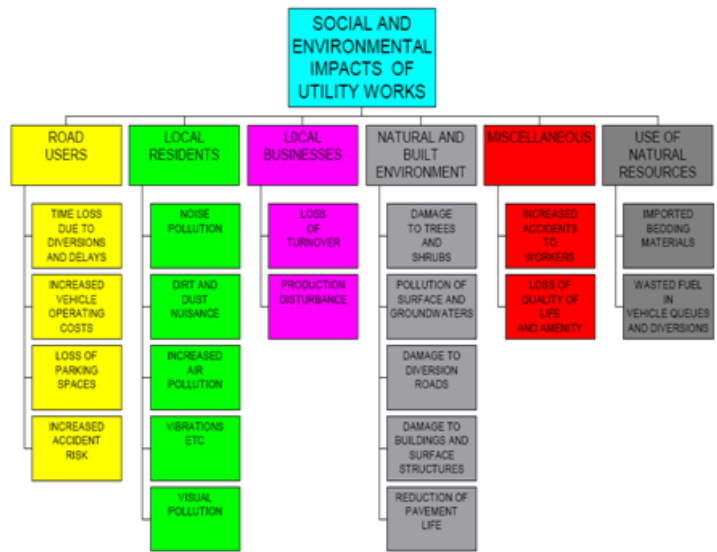 SOCIAL AND
ENVIRONMENTAL
IMPACTS OF
UTILITY WORKS
ROAD
USERS
TIME LOSS
DUE TO
DIVERSIONS
AND DELAYS
INCREASED
VEHICLE
OPERATING
COSTS
LOSS OF
PARKING
SPACES
INCREASED
ACCIDENT
RISK
LOCAL
RESIDENTS
NOISE
POLLUTION
DIRT AND
DUST
NUISANCE
INCREASED
AIR
POLLUTION
VIBRATIONS
ETC
VISUAL
POLLUTION
LOCAL
BUSINESSES
LOSS
OF
TURNOVER
PRODUCTION
DISTURBANCE
NATURAL AND
BUILT
ENVIRONMENT
DAMAGE
TO TREES
AND
SHRUBS
POLLUTION OF
SURFACE AND
GROUNDWATERS
DAMAGE TO
DIVERSION
ROADS
DAMAGE TO
BUILDINGS AND
SURFACE
STRUCTURES
REDUCTION OF
PAVEMENT
LIFE
MISCELLANEOUS
INCREASED
ACCIDENTS
TO
WORKERS
LOSS OF
QUALITY OF
LIFE
AND AMENITY
USE OF
NATURAL
RESOURCES
IMPORTED
BEDDING
MATERIALS
WASTED FUEL
IN
VEHICLE QUEUES
AND DIVERSIONS